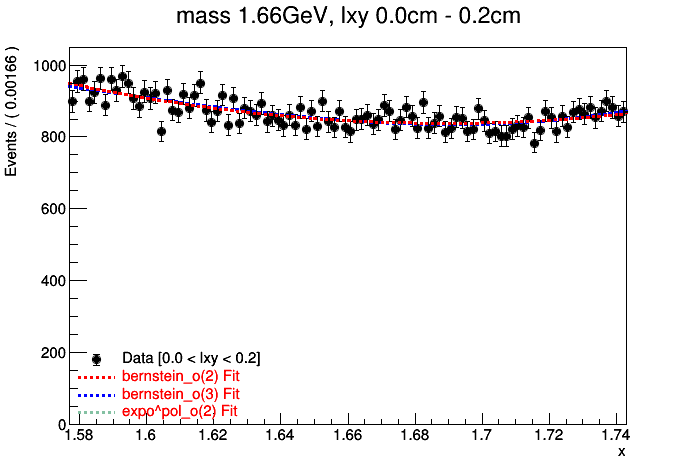 mass 1.66GeV, lxy 0.0cm - 0.2cm
Events / ( 0.00166 )
1000
800
600
400
200
0
Data [0.0 < lxy < 0.2]
bernstein_o(2) Fit
bernstein_o(3) Fit
expo^pol_o(2) Fit
1.58 1.6 1.62 1.64 1.66 1.68 1.7 1.72 1.74
x